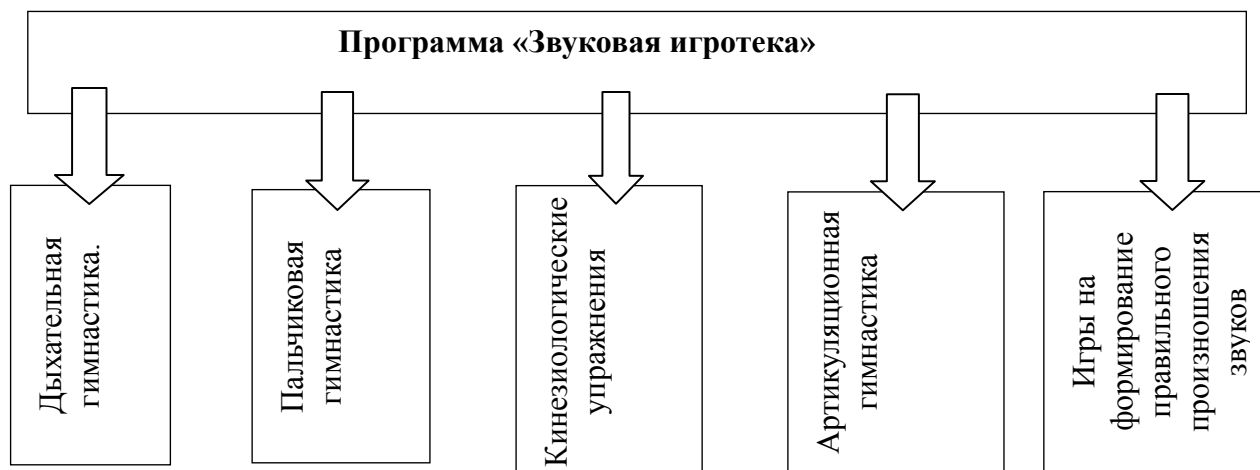 Программа «Звуковая игротека»
Дыхательная
гимнастика.
Пальчиковая
гимнастика
Кинезиологические
упражнения
Артикуляционная
гимнастика
Игры на
формирование
правильного
произношения
звуков